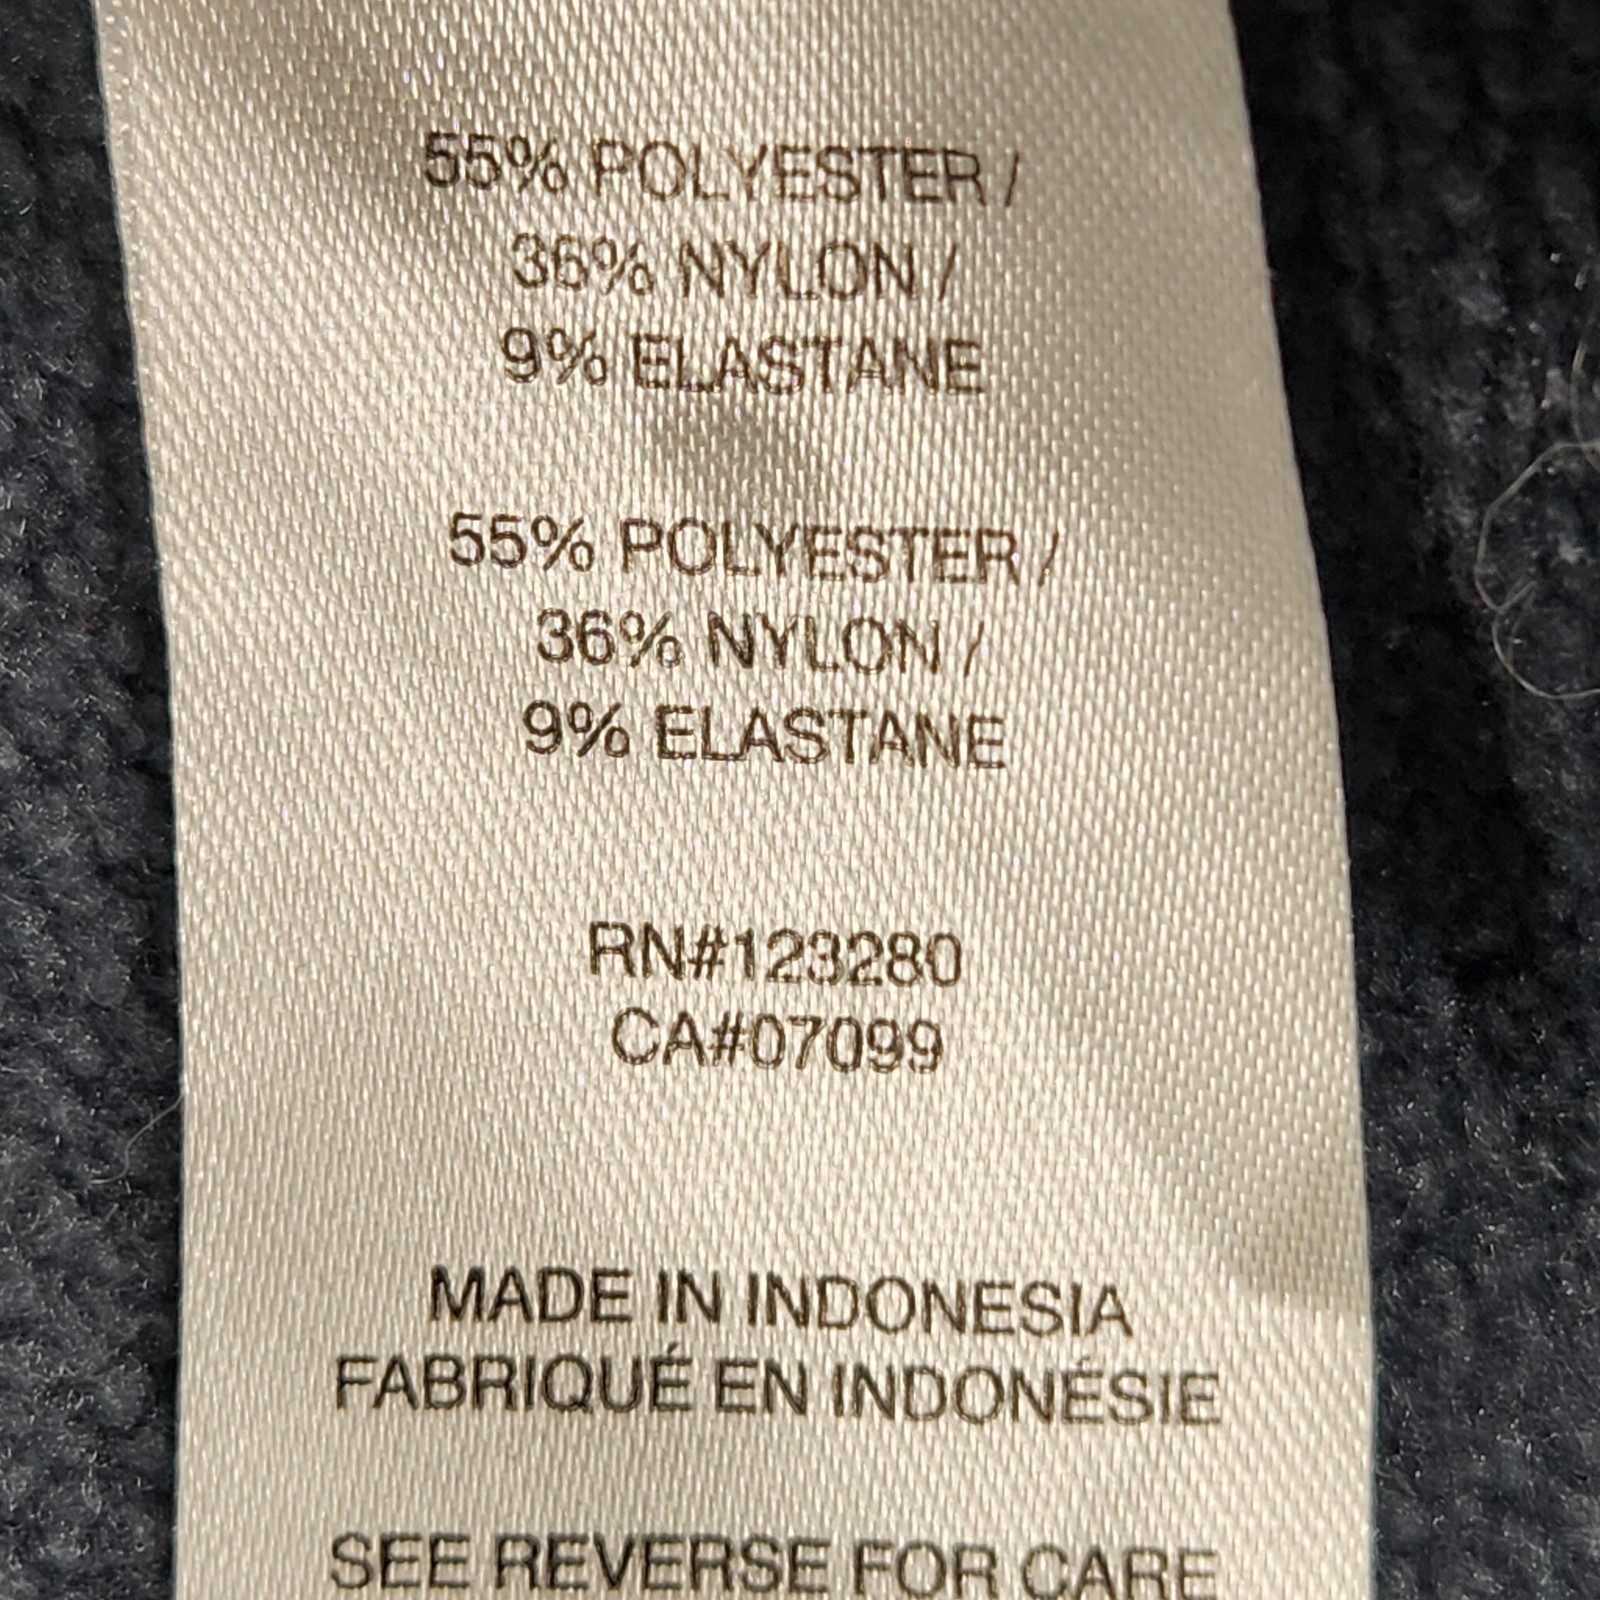 55% POLYESTER /
36% NYLON /
9% ELASTANE
55% POLYESTER /
36% NYLON /
9% ELASTANE
RN#123280
CA#07099
MADE IN INDONESIA
FABRIQUÉ EN INDONÉSIE
SEE REVERSE FOR CARE